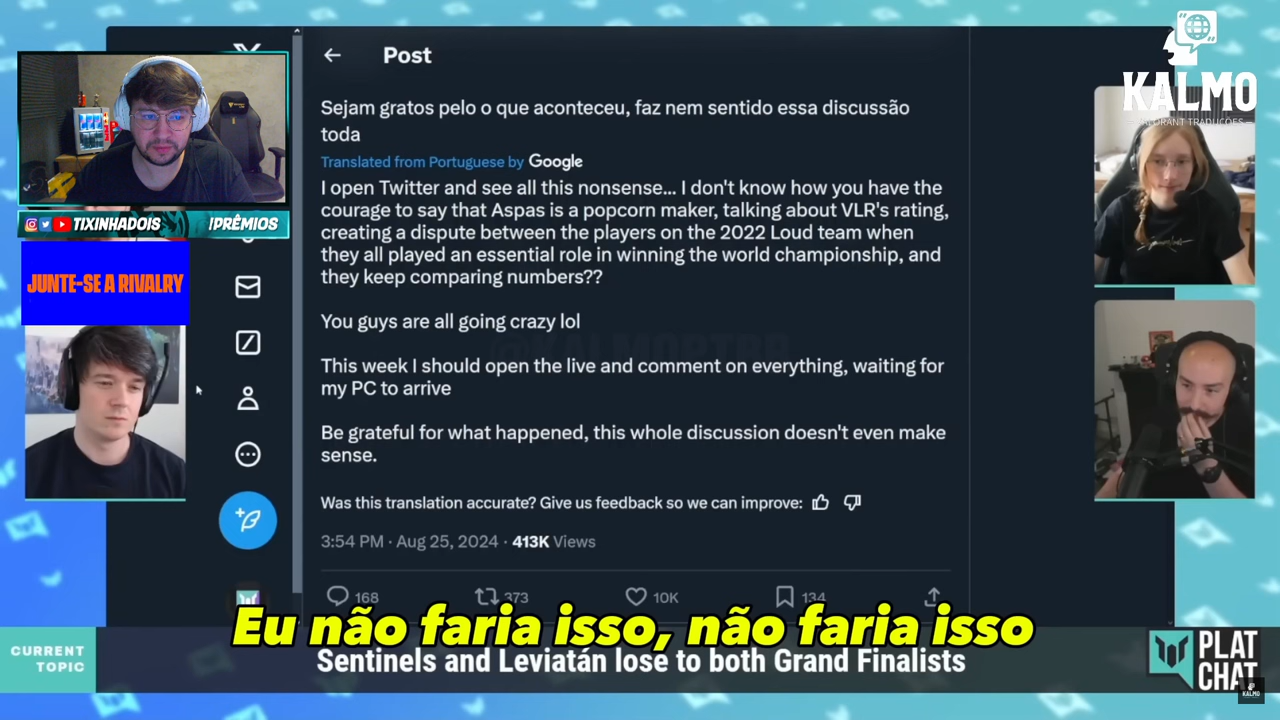 Post
Sejam gratos pelo o que aconteceu, faz nem sentido essa discussão
toda
Translated from Portuguese by Google
I open Twitter and see all this nonsense... I don't know how you have the
courage to say that Aspas is a popcorn maker, talking about VLR's rating,
creating a dispute between the players on the 2022 Loud team when
they all played an essential role in winning the world championship, and
they keep comparing numbers??
You guys are all going crazy lol
This week I should open the live and comment on everything, waiting for
my PC to arrive
Be grateful for what happened, this whole discussion doesn't even make
sense.
Was this translation accurate? Give us feedback so we can improve:
3:54 PM · Aug 25, 2024 · 413K Views
168 373 10K 134
TIXINHADOIS !PRÊMIOS
JUNTE-SE A RIVALRY
KALMO
Eu não faria isso, não faria isso
CURRENT
TOPIC
Sentinels and Leviatán lose to both Grand Finalists
PLAT
CHAT
KALMO